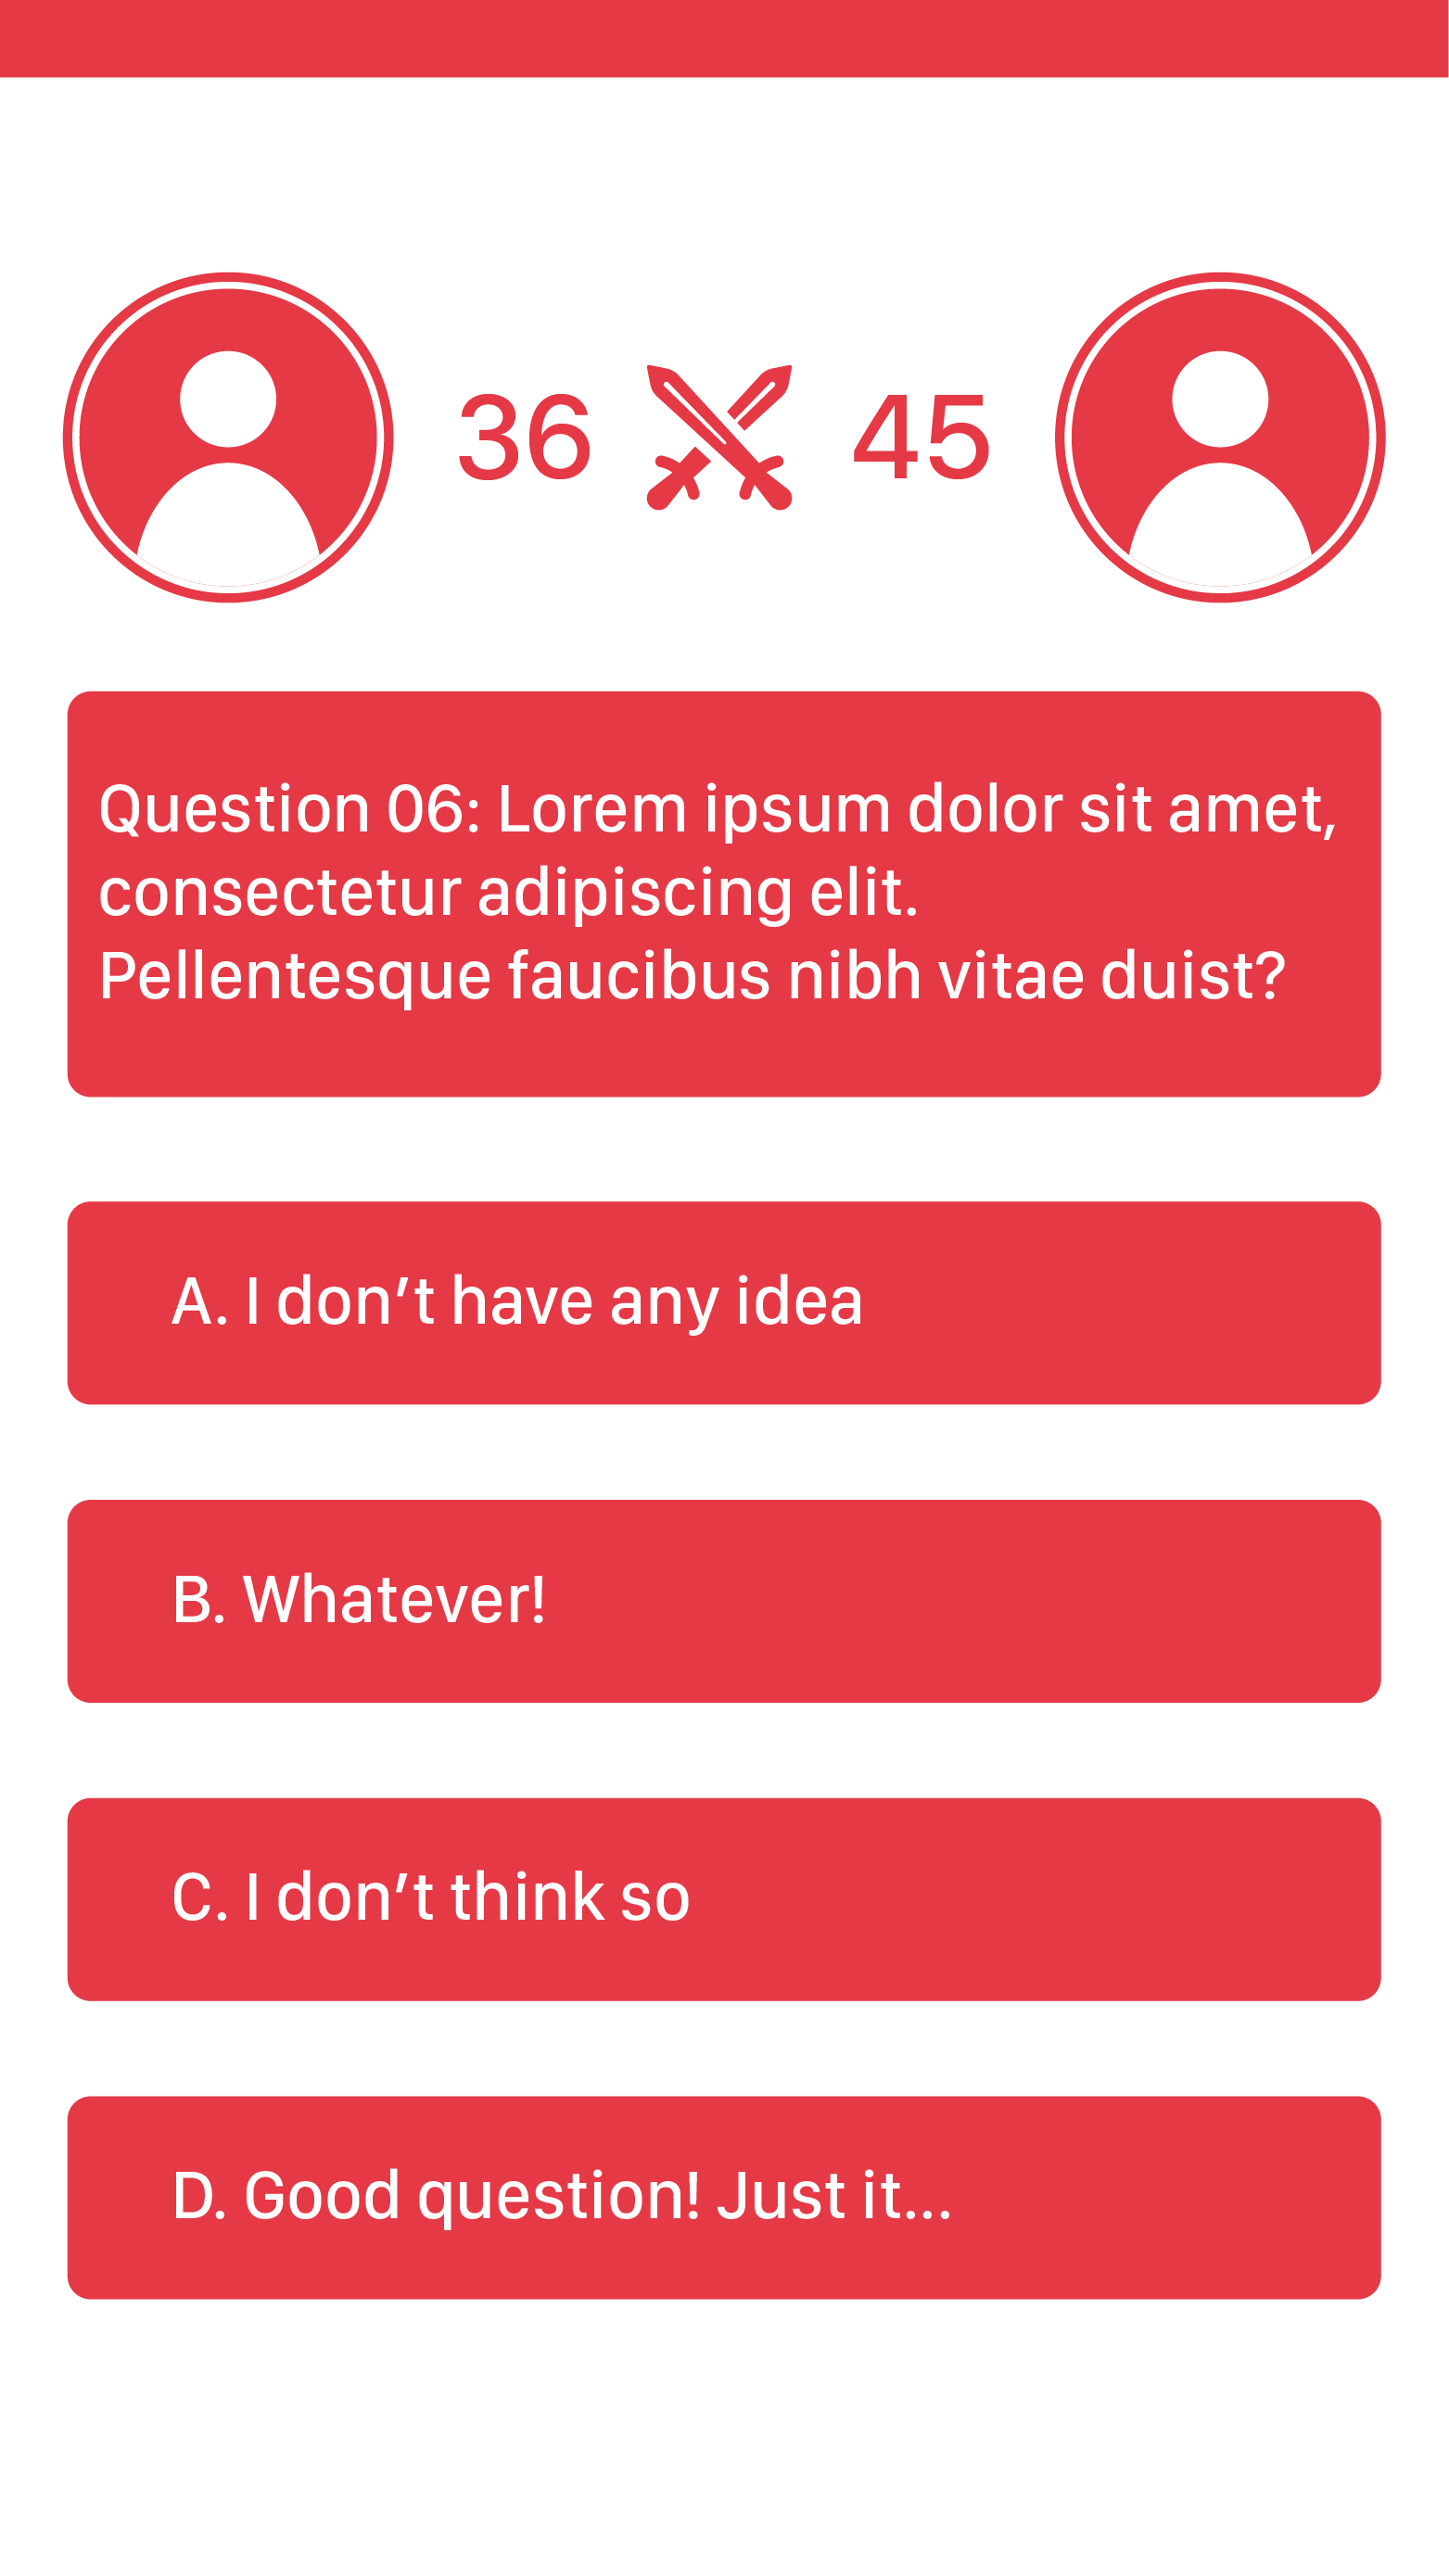 36 45
Question 06: Lorem ipsum dolor sit amet,
consectetur adipiscing elit.
Pellentesque faucibus nibh vitae duist?
A. I don’t have any idea
B. Whatever!
C. I don’t think so
D. Good question! Just it...